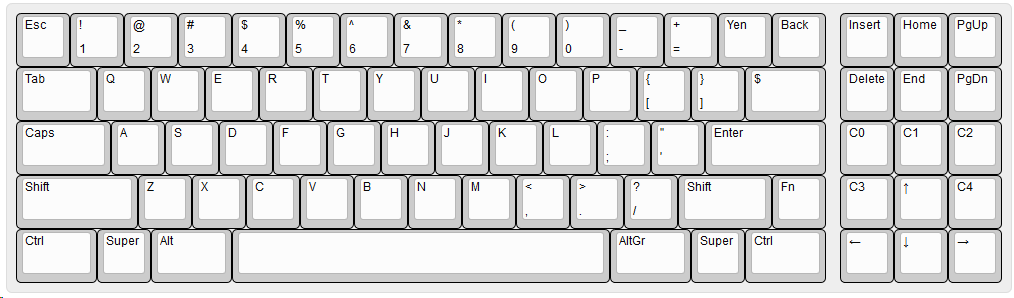 Esc ! @ # $ % ^ & * ( ) _ + Yen Back Insert Home PgUp
1 2 3 4 5 6 7 8 9 0 - =
Tab Q W E R T Y U I O P { } $ Delete End PgDn
[ ]
Caps A S D F G H J K L : " Enter C0 C1 C2
; '
Shift Z X C V B N M < > ? Shift Fn C3 ↑ C4
, . /
Ctrl Super Alt AltGr Super Ctrl ← ↓ →